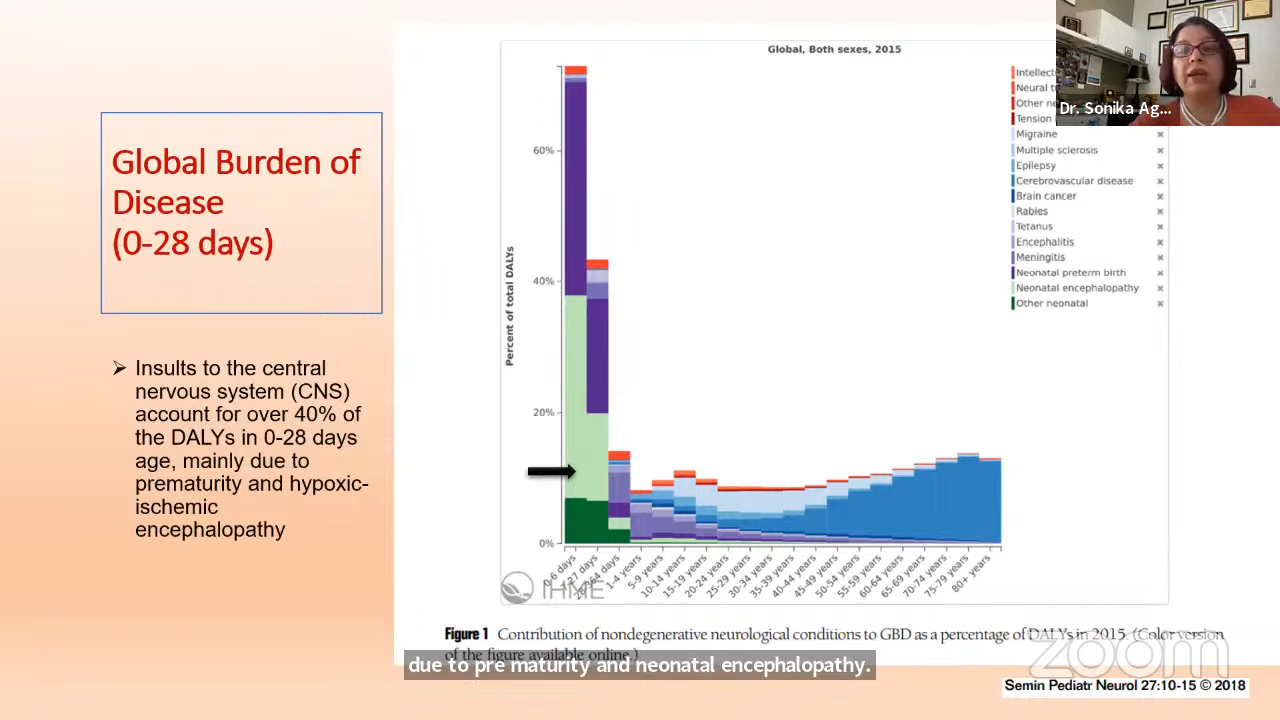 Global, Both sexes, 2015
Dr. Sonika Ag...
Global Burden of
Disease
(0-28 days)
Insults to the central
nervous system (CNS)
account for over 40% of
the DALYs in 0-28 days
age, mainly due to
prematurity and hypoxic-
ischemic
encephalopathy
Percent of total DALYs
60%
40%
20%
0%
Intellect
Neural t
Other ne
Tension
Migraine
Multiple sclerosis
Epilepsy
Cerebrovascular disease
Brain cancer
Rabies
Tetanus
Encephalitis
Meningitis
Neonatal preterm birth
Neonatal encephalopathy
Other neonatal
days
days
days
1-4 years
5-9 years
10-14 years
15-19 years
20-24 years
25-29 years
30-34 years
35-39 years
40-44 years
45-49 years
50-54 years
55-59 years
60-64 years
65-69 years
70-74 years
75-79 years
80+ years
IHME
Figure 1 Contribution of nondegenerative neurological conditions to GBD as a percentage of DALYs in 2015. (Color version
of the figure available online.)
due to pre maturity and neonatal encephalopathy.
zoom
Semin Pediatr Neurol 27:10-15 © 2018